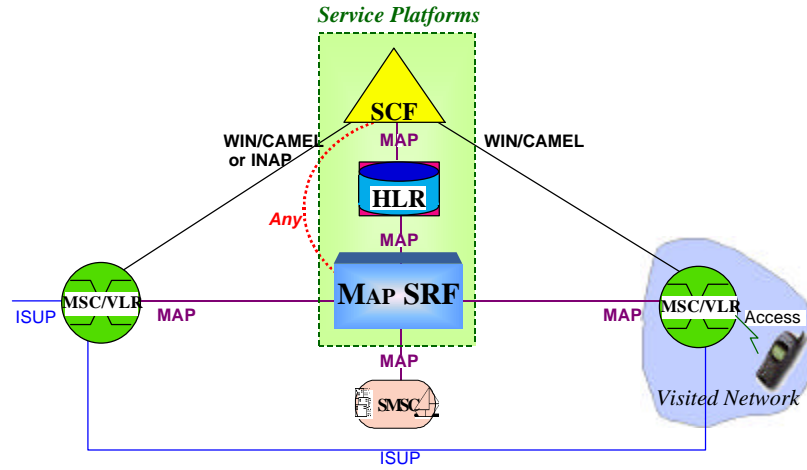 Service Platforms
SCF
WIN/CAMEL
or INAP
MAP
WIN/CAMEL
HLR
Any
MAP
MAP SRF
MSC/VLR
MSC/VLR
ISUP
MAP
MAP
Access
MAP
SMSC
Visited Network
ISUP